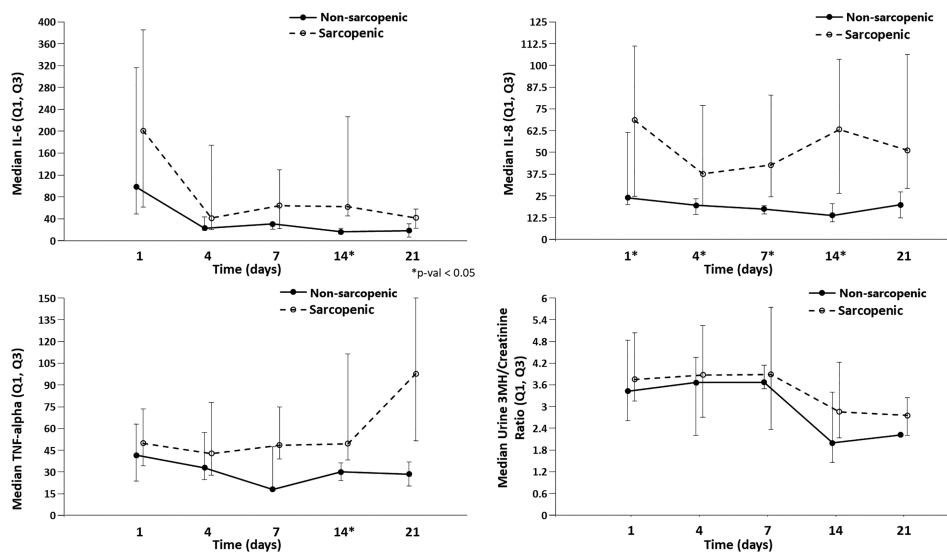 Non-sarcopenic
Sarcopenic
Median IL-6 (Q1, Q3)
400
360
320
280
240
200
160
120
80
40
0
1 4 7 14* 21
Time (days)
*p-val < 0.05
Non-sarcopenic
Sarcopenic
Median IL-8 (Q1, Q3)
125
112.5
100
87.5
75
62.5
50
37.5
25
12.5
0
1* 4* 7* 14* 21
Time (days)
Non-sarcopenic
Sarcopenic
Median TNF-alpha (Q1, Q3)
150
135
120
105
90
75
60
45
30
15
0
1 4 7 14* 21
Time (days)
Non-sarcopenic
Sarcopenic
Median Urine 3MH/Creatinine
Ratio (Q1, Q3)
6
5.4
4.8
4.2
3.6
3
2.4
1.8
1.2
0.6
0
1 4 7 14 21
Time (days)